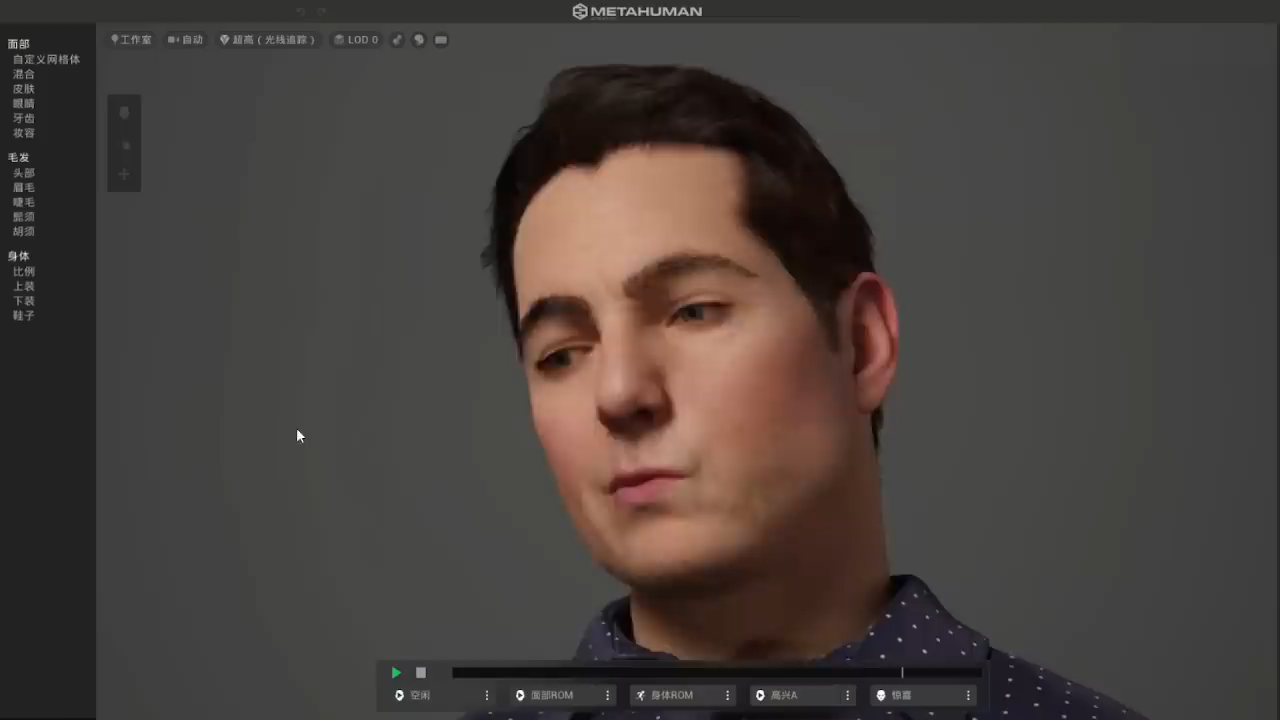 METAHUMAN
工作室 自动 超高（光线追踪） LOD 0
面部
自定义网格体
混合
皮肤
眼睛
牙齿
妆容
毛发
头部
眉毛
睫毛
髭须
胡须
身体
比例
上装
下装
鞋子
空闲 面部ROM 身体ROM 高兴A 惊喜